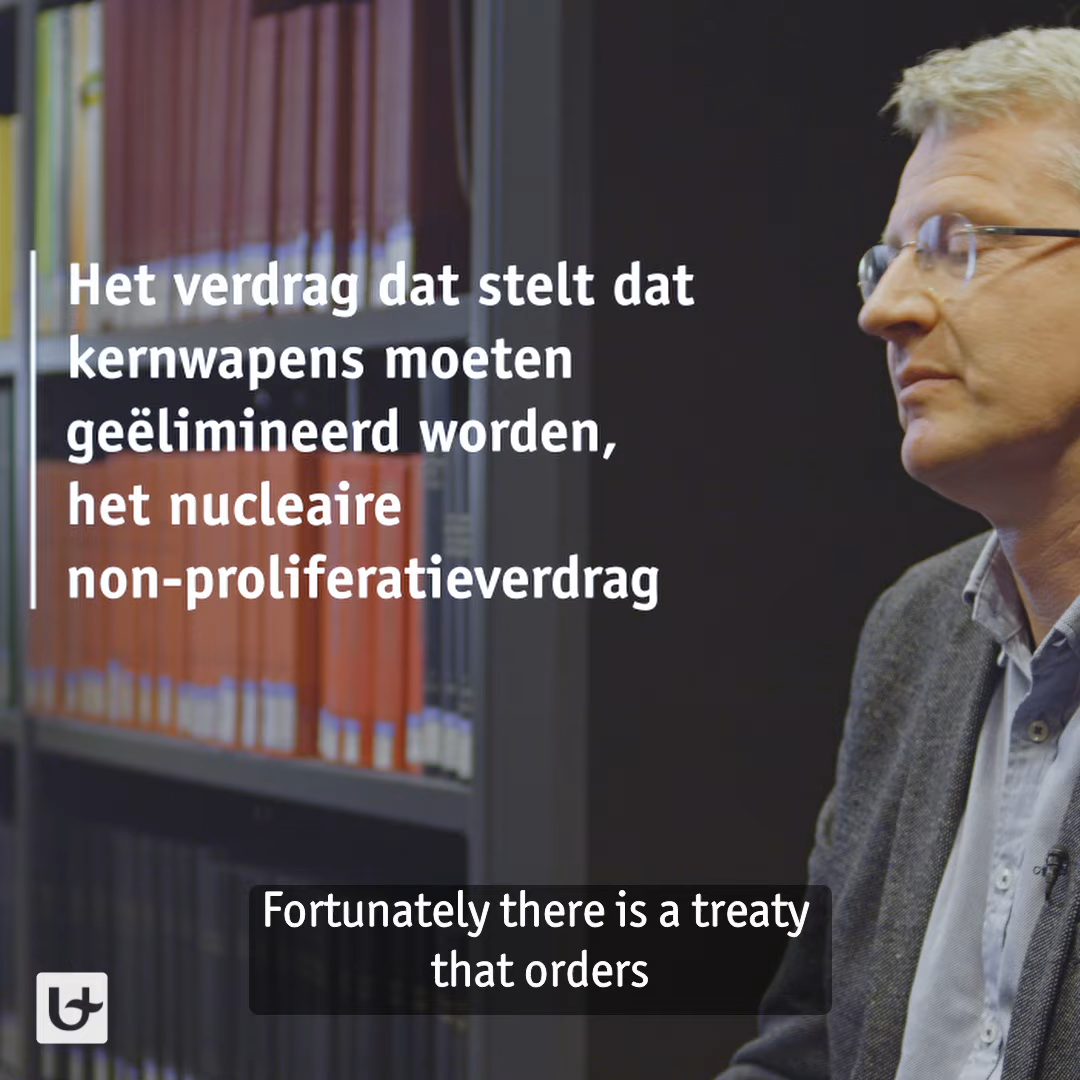 Het verdrag dat stelt dat
kernwapens moeten
geëlimineerd worden,
het nucleaire
non-proliferatieverdrag
Fortunately there is a treaty
that orders